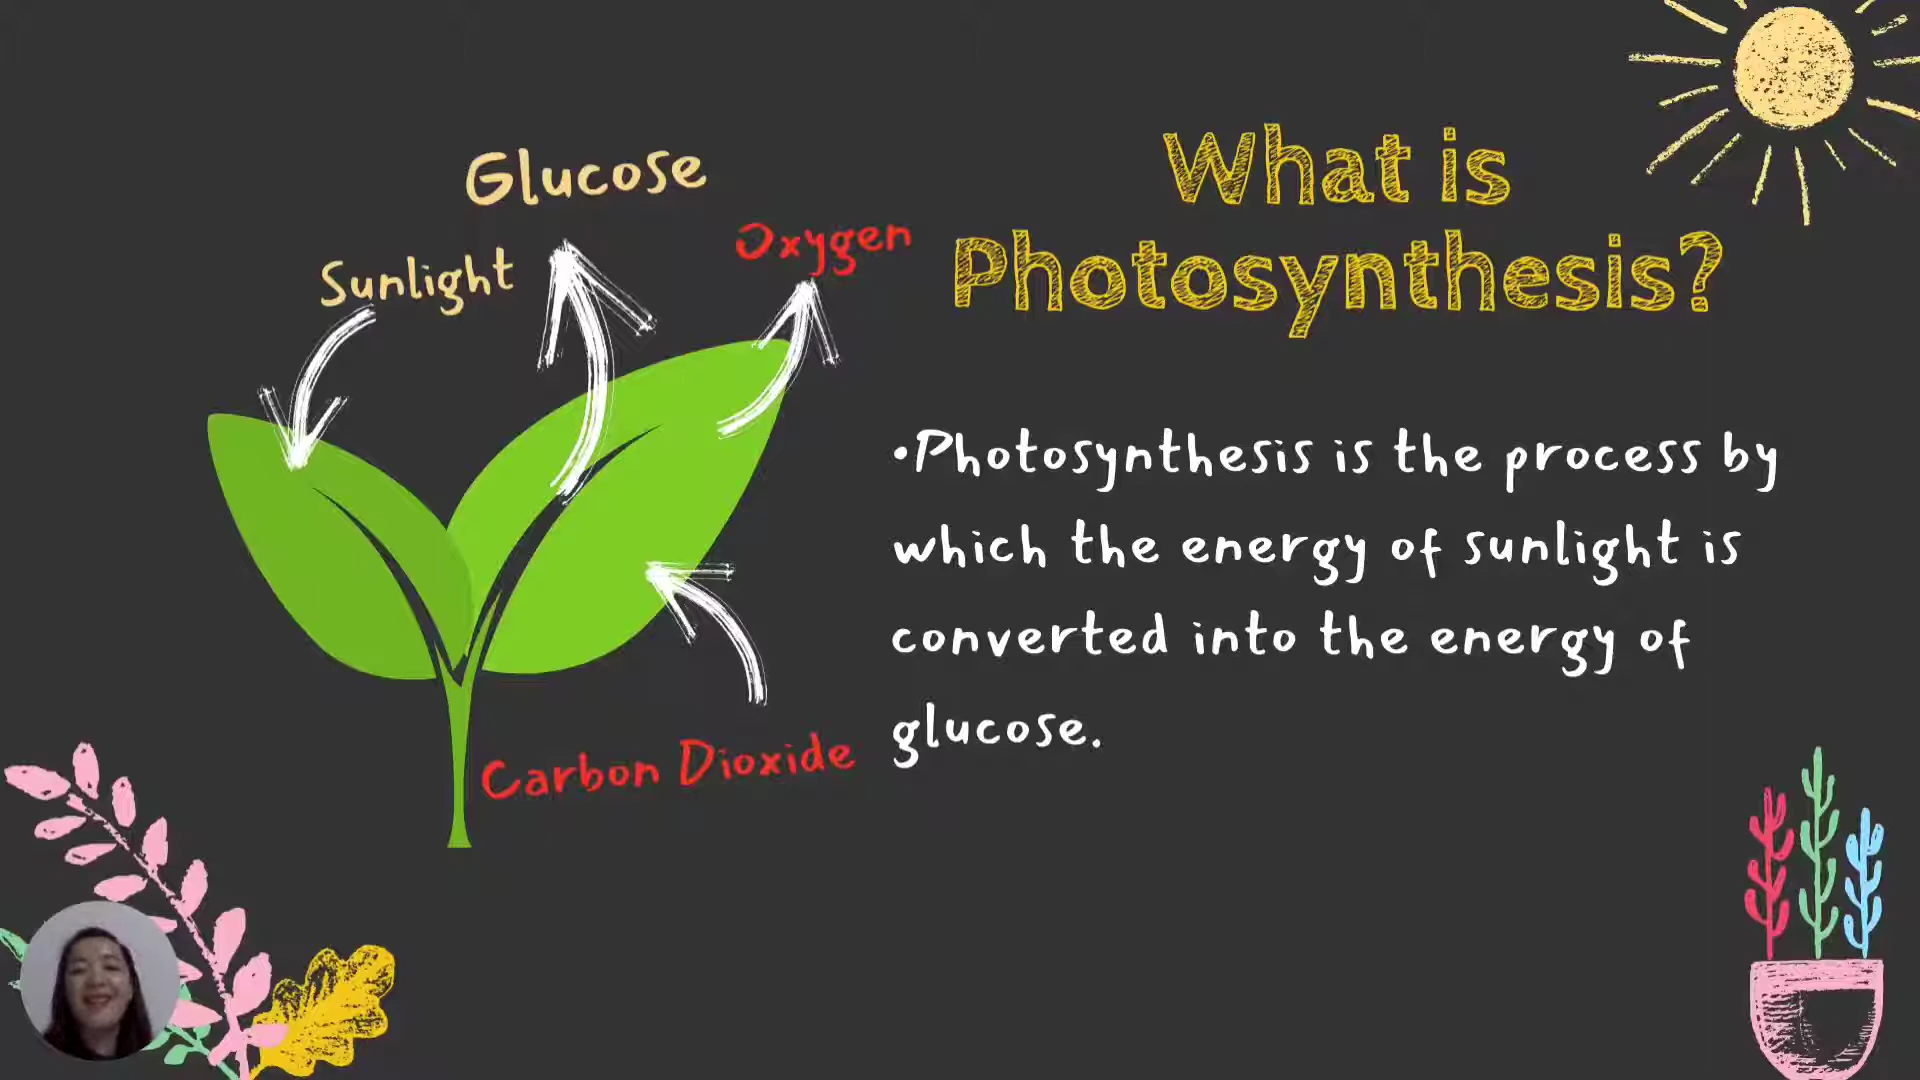 Glucose
Sunlight
Oxygen
Carbon Dioxide
What is
Photosynthesis?
•Photosynthesis is the process by
which the energy of sunlight is
converted into the energy of
glucose.